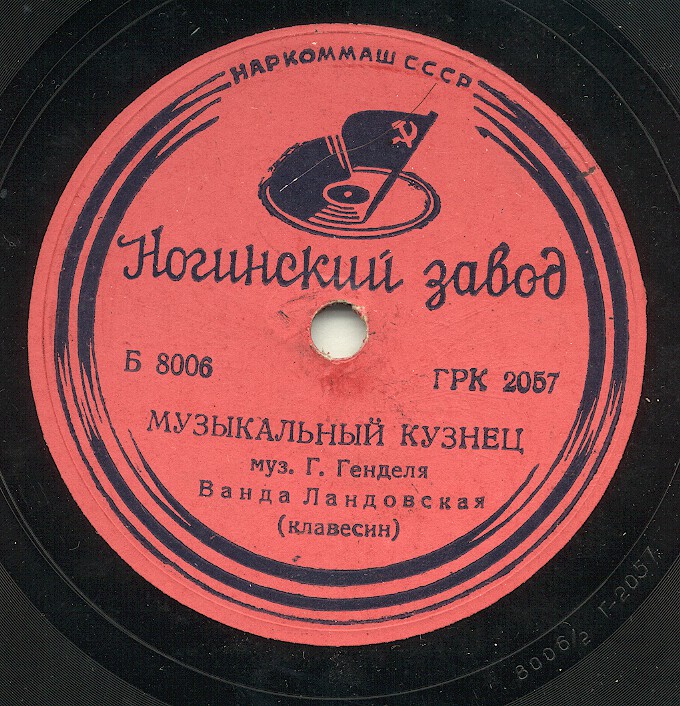 НАРКОММАШ СССР
Ногинский завод
Б 8006 ГРК 2057
МУЗЫКАЛЬНЫЙ КУЗНЕЦ
муз. Г. Генделя
Ванда Ландовская
(клавесин)
8006/2 Г-2057